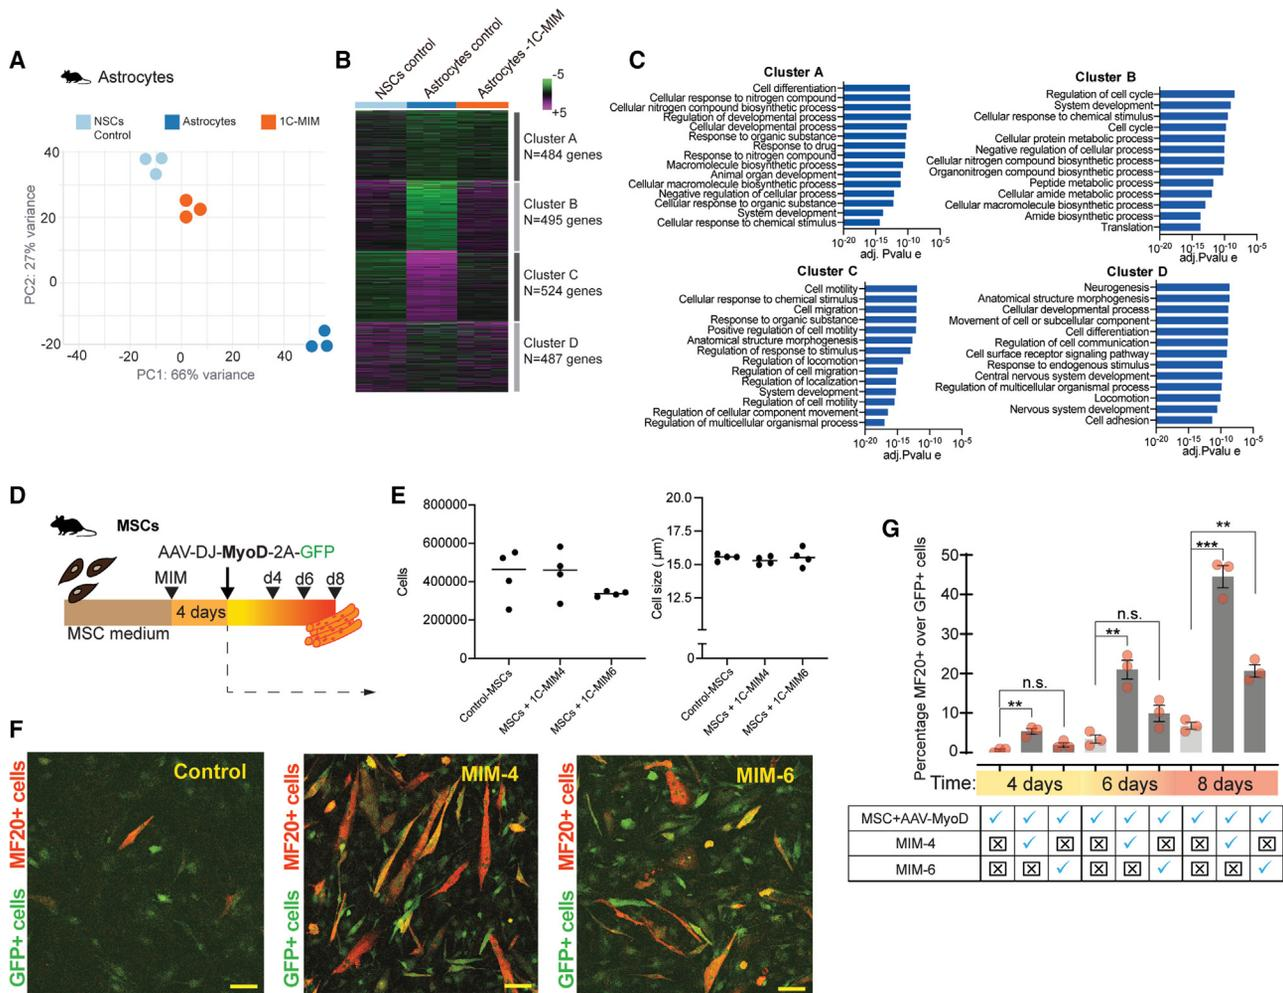 A
Astrocytes
NSCs
Control
Astrocytes
1C-MIM
PC2: 27% variance
40
20
0
-20
-40
-20
0
20
40
PC1: 66% variance
B
NSCs control
Astrocytes control
Astrocytes -1C-MIM
-5
+5
Cluster A
N=484 genes
Cluster B
N=495 genes
Cluster C
N=524 genes
Cluster D
N=487 genes
C
Cluster A
Cell differentiation
Cellular response to nitrogen compound
Cellular nitrogen compound biosynthetic process
Regulation of developmental process
Cellular developmental process
Response to organic substance
Response to drug
Response to nitrogen compound
Macromolecule biosynthetic process
Animal organ development
Cellular macromolecule biosynthetic process
Negative regulation of cellular process
Cellular response to organic substance
System development
Cellular response to chemical stimulus
10-20 10-15 10-10 10-5
adj. Pvalu e
Cluster B
Regulation of cell cycle
System development
Cellular response to chemical stimulus
Cell cycle
Cellular protein metabolic process
Negative regulation of cellular process
Cellular nitrogen compound biosynthetic process
Organonitrogen compound biosynthetic process
Peptide metabolic process
Cellular amide metabolic process
Cellular macromolecule biosynthetic process
Amide biosynthetic process
Translation
10-20 10-15 10-10 10-5
adj. Pvalu e
Cluster C
Cell motility
Cellular response to chemical stimulus
Cell migration
Response to organic substance
Positive regulation of cell motility
Anatomical structure morphogenesis
Regulation of response to stimulus
Regulation of locomotion
Regulation of cell migration
Regulation of localization
System development
Regulation of cell motility
Regulation of cellular component movement
Regulation of multicellular organismal process
10-20 10-15 10-10 10-5
adj.Pvalu e
Cluster D
Neurogenesis
Anatomical structure morphogenesis
Cellular developmental process
Movement of cell or subcellular component
Cell differentiation
Regulation of cell communication
Cell surface receptor signaling pathway
Response to endogenous stimulus
Central nervous system development
Regulation of multicellular organismal process
Locomotion
Nervous system development
Cell adhesion
10-20 10-15 10-10 10-5
adj.Pvalu e
D
MSCs
AAV-DJ-MyoD-2A-GFP
MIM
d4 d6 d8
4 days
MSC medium
E
Cells
800000
600000
400000
200000
0
Control-MSCs
MSCs + 1C-MIM4
MSCs + 1C-MIM6
Cell size (µm)
20.0
17.5
15.0
12.5
0
Control-MSCs
MSCs + 1C-MIM4
MSCs + 1C-MIM6
F
GFP+ cells MF20+ cells
Control
GFP+ cells MF20+ cells
MIM-4
GFP+ cells MF20+ cells
MIM-6
G
Percentage MF20+ over GFP+ cells
50
40
30
20
10
0
**
n.s.
**
n.s.
***
**
Time: 4 days 6 days 8 days
MSC+AAV-MyoD ✓ ✓ ✓ ✓ ✓ ✓ ✓ ✓ ✓
MIM-4 ☒ ✓ ☒ ☒ ✓ ☒ ☒ ✓ ☒
MIM-6 ☒ ☒ ✓ ☒ ☒ ✓ ☒ ☒ ✓